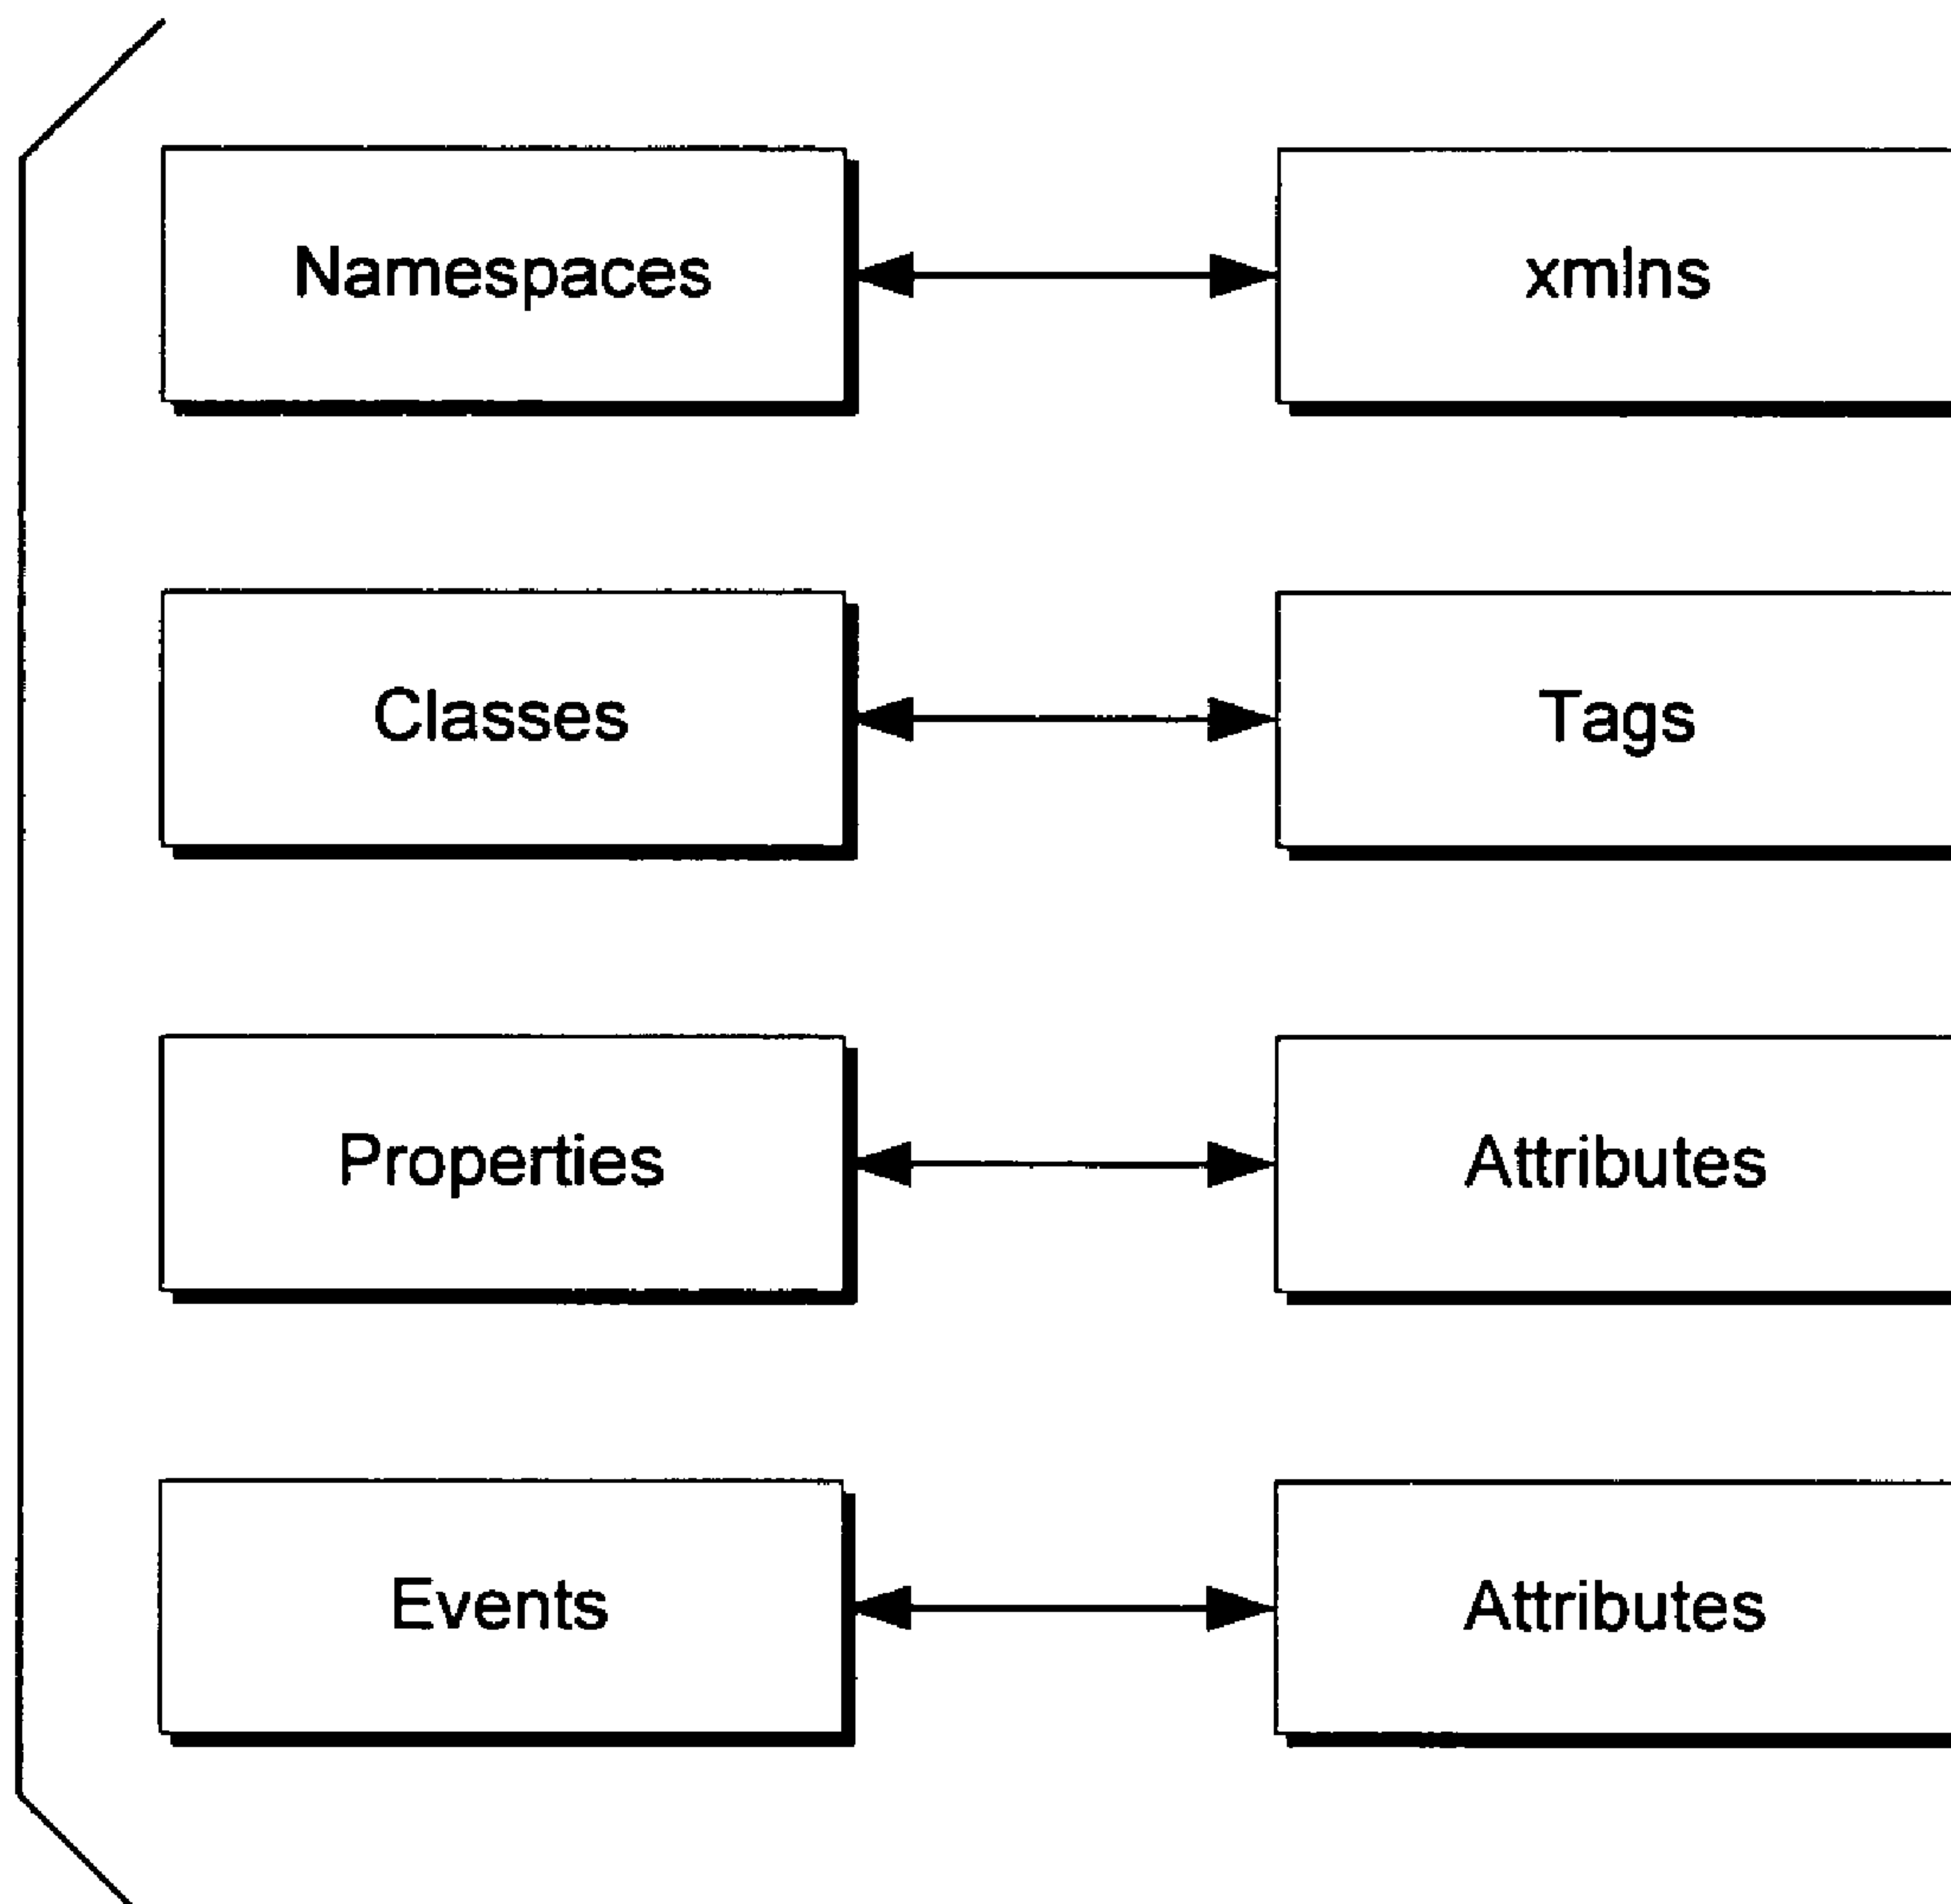 Namespaces
xmlns
Classes
Tags
Properties
Attributes
Events
Attributes